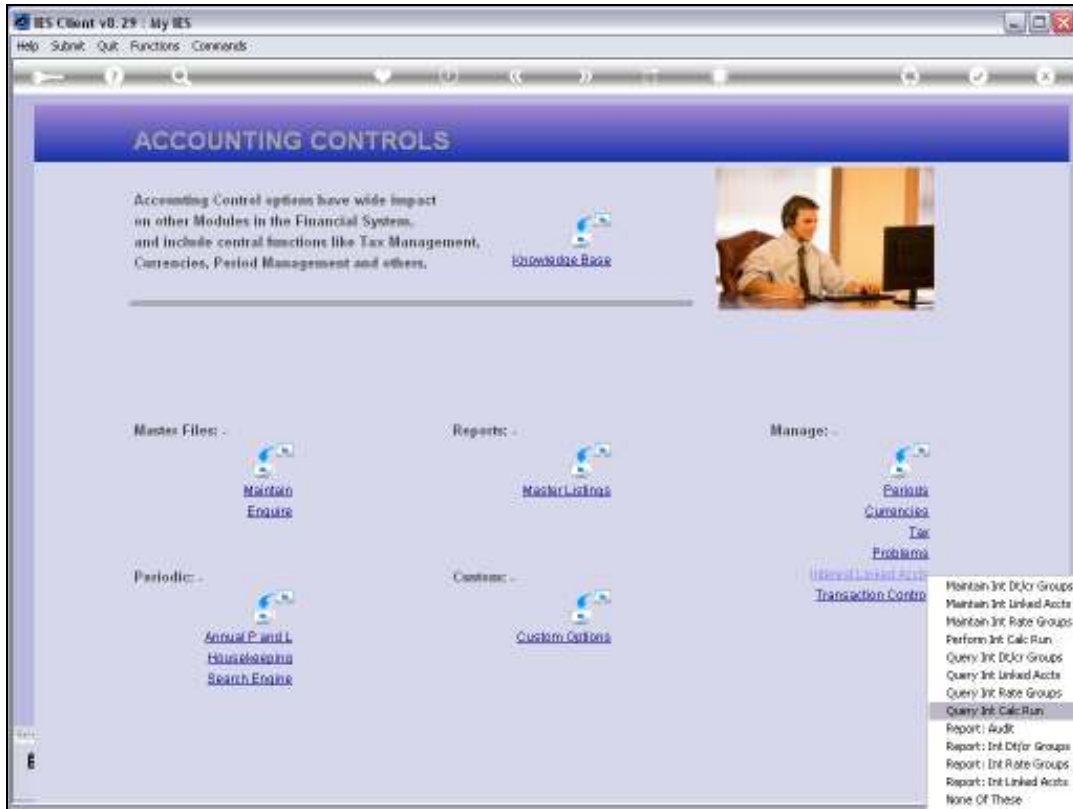 IES Client v8.29 : My IES
Help Submit Quit Functions Commands
ACCOUNTING CONTROLS
Accounting Control options have wide impact
on other Modules in the Financial System,
and include central functions like Tax Management,
Currencies, Period Management and others.
Knowledge Base
Master Files: -
Reports: -
Manage: -
Maintain
Enquire
Master Listings
Periods
Currencies
Tax
Problems
Interest Linked Accts
Transaction Contro
Periodic: -
Custom: -
Annual P and L
Housekeeping
Search Engine
Custom Options
Maintain Int Dt/cr Groups
Maintain Int Linked Accts
Maintain Int Rate Groups
Perform Int Calc Run
Query Int Dt/cr Groups
Query Int Linked Accts
Query Int Rate Groups
Query Int Calc Run
Report: Audit
Report: Int Dt/cr Groups
Report: Int Rate Groups
Report: Int Linked Accts
None Of These